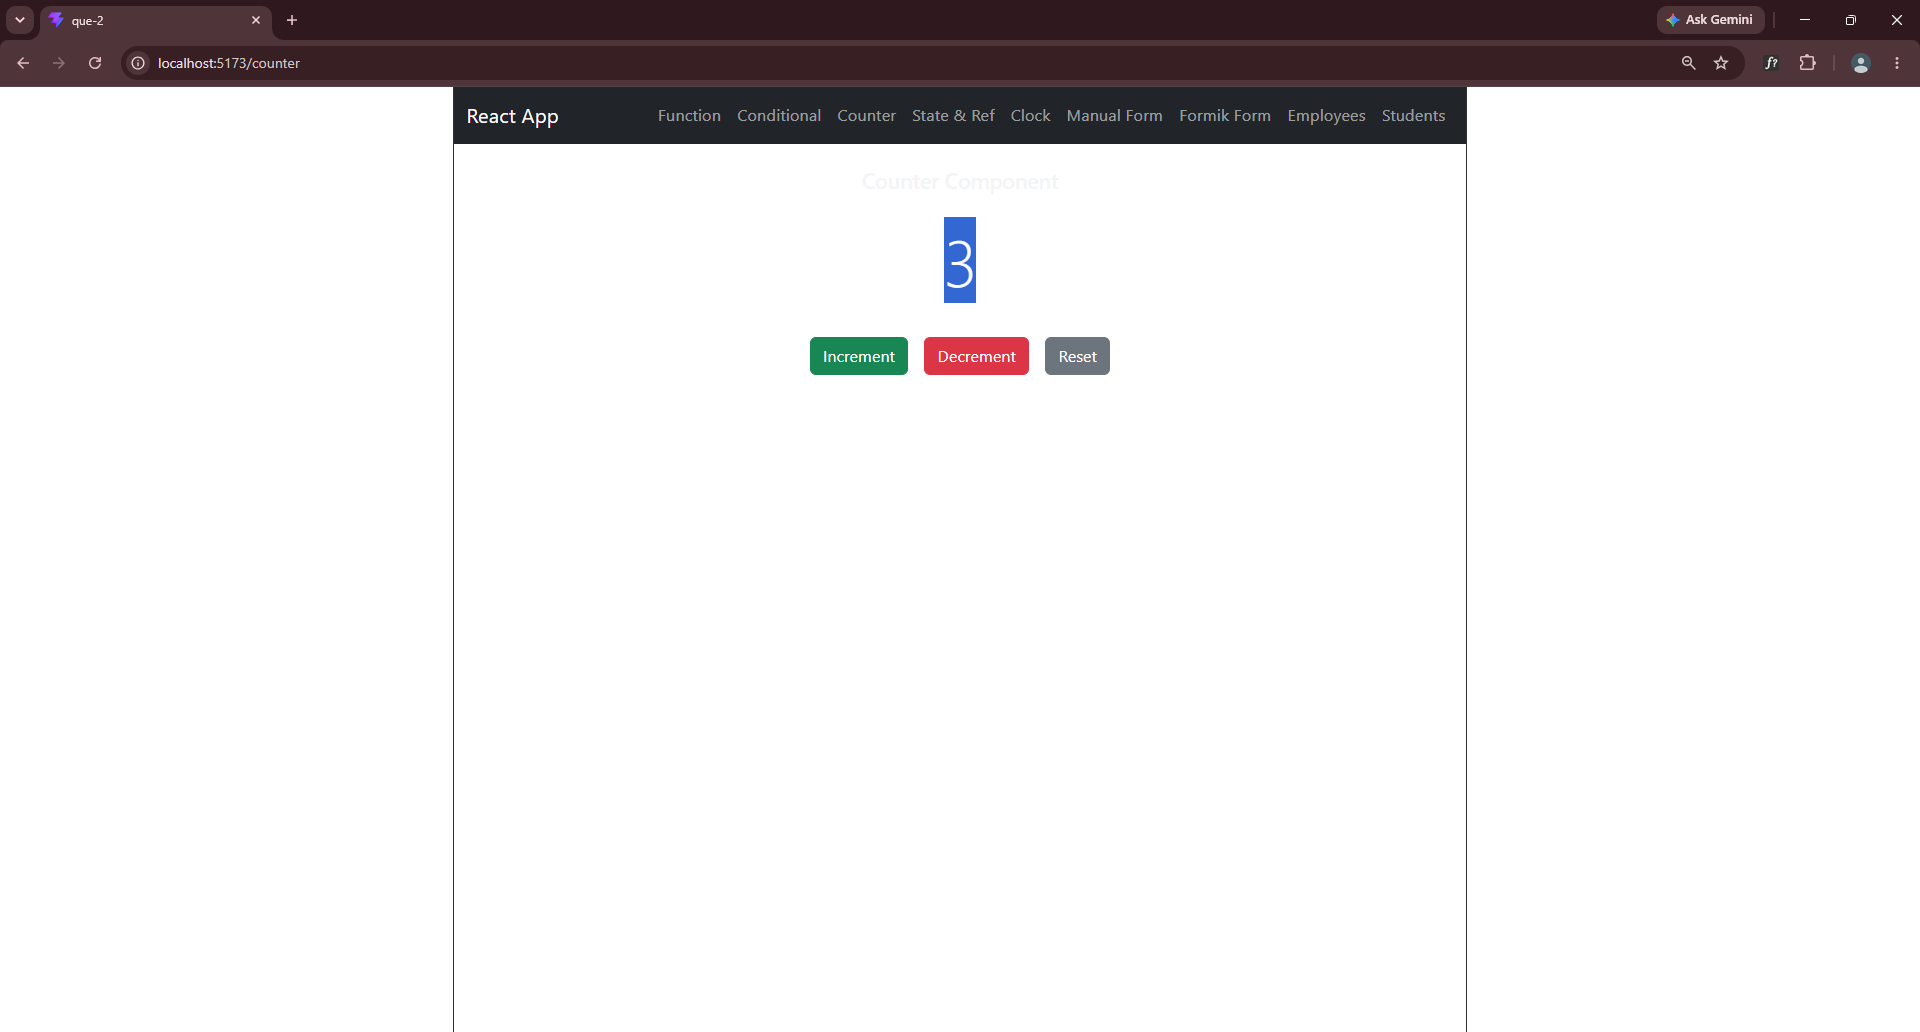 que-2
Ask Gemini
localhost:5173/counter
f?
React App
Function Conditional Counter State & Ref Clock Manual Form Formik Form Employees Students
Counter Component
3
Increment Decrement Reset